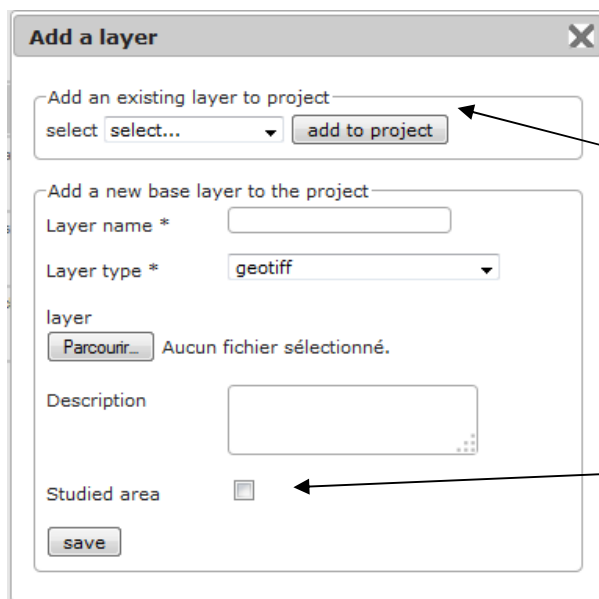 Add a layer
Add an existing layer to project
select select... add to project
Add a new base layer to the project
Layer name *
Layer type * geotiff
layer
Parcourir... Aucun fichier sélectionné.
Description
Studied area
save